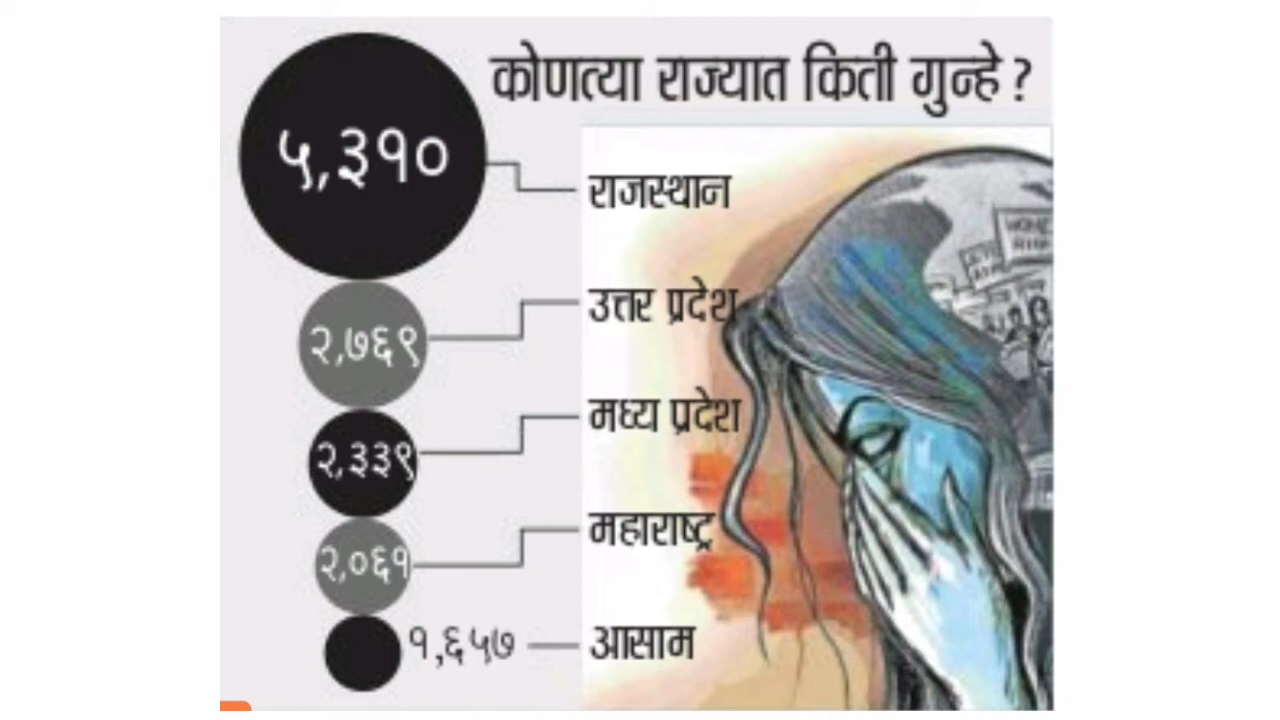 कोणत्या राज्यात किती गुन्हे ?
५,३१०
राजस्थान
२,७६९
उत्तर प्रदेश
२,३३९
मध्य प्रदेश
२,०६१
महाराष्ट्र
१,६५७
आसाम